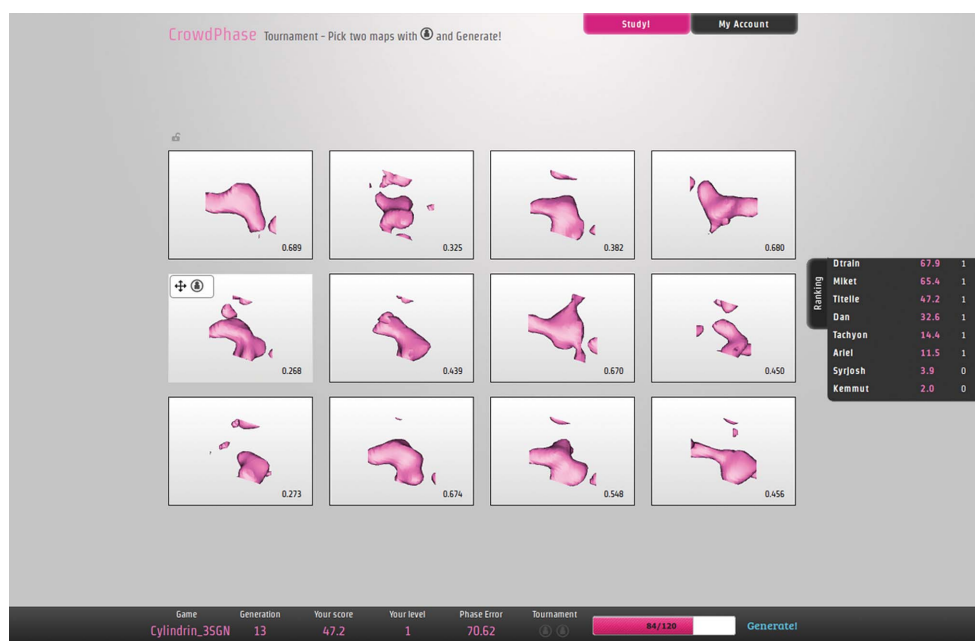 Study!
My Account
CrowdPhase Tournament - Pick two maps with and Generate!
0.689
0.325
0.382
0.680
0.268
0.439
0.670
0.450
0.273
0.674
0.548
0.456
Ranking
Dtrain 67.9 1
Miket 65.4 1
Titelle 47.2 1
Dan 32.6 1
Tachyon 14.4 1
Ariel 11.5 1
Syrjosh 3.9 0
Kemmut 2.0 0
Game Generation Your score Your level Phase Error Tournament
Cylindrin_3SGN 13 47.2 1 70.62
84/120
Generate!